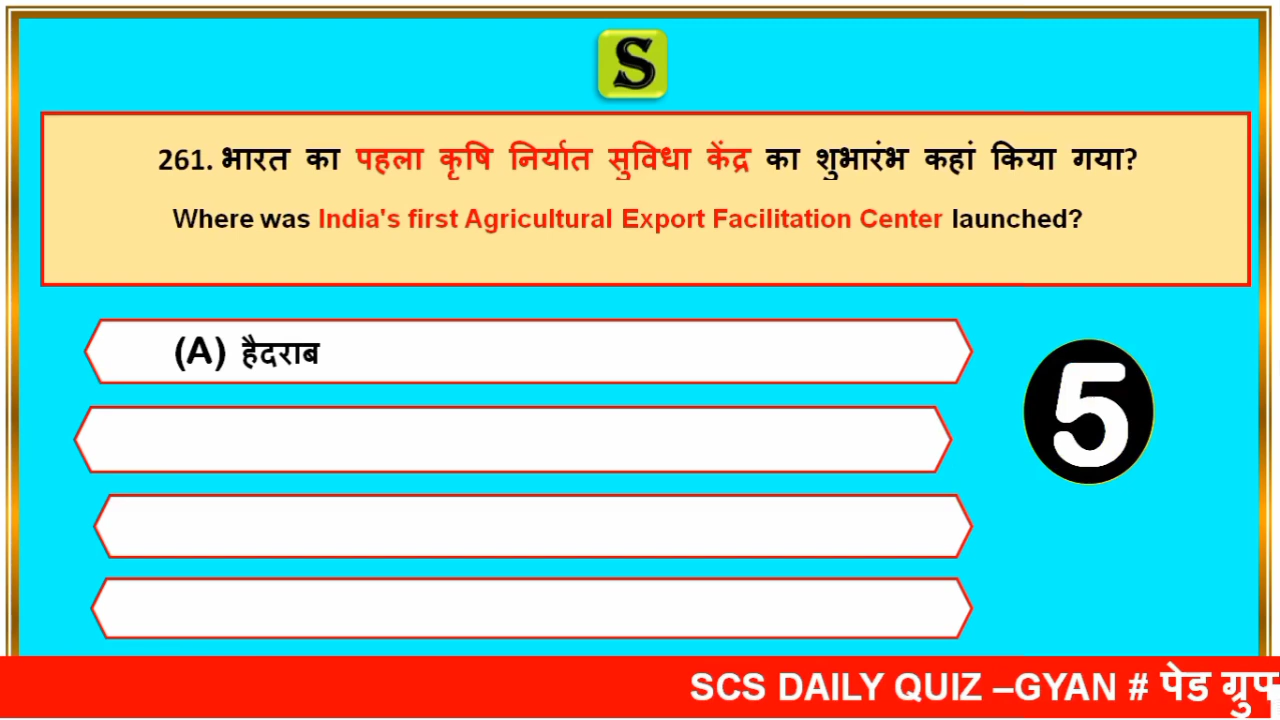 S
261. भारत का पहला कृषि निर्यात सुविधा केंद्र का शुभारंभ कहां किया गया?
Where was India's first Agricultural Export Facilitation Center launched?
(A) हैदराब
5
SCS DAILY QUIZ –GYAN # पेड ग्रुप